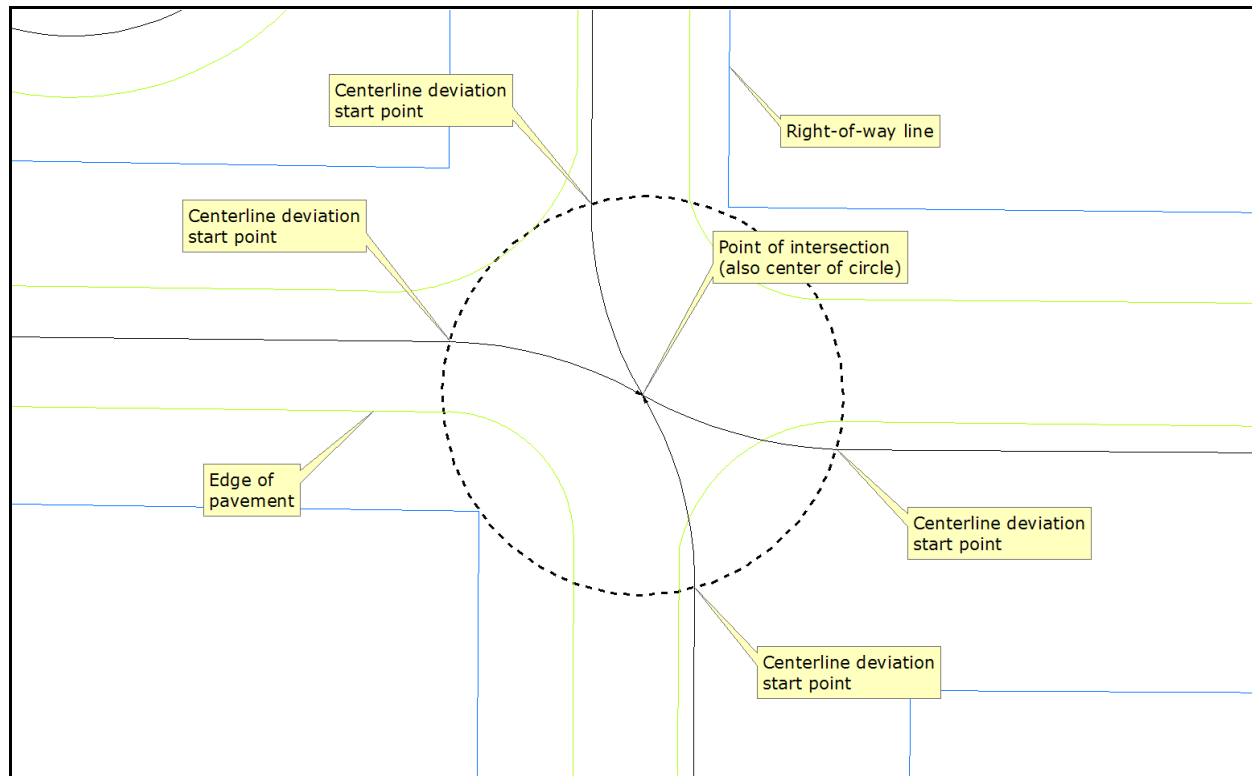 Centerline deviation
start point
Right-of-way line
Centerline deviation
start point
Point of intersection
(also center of circle)
Edge of
pavement
Centerline deviation
start point
Centerline deviation
start point